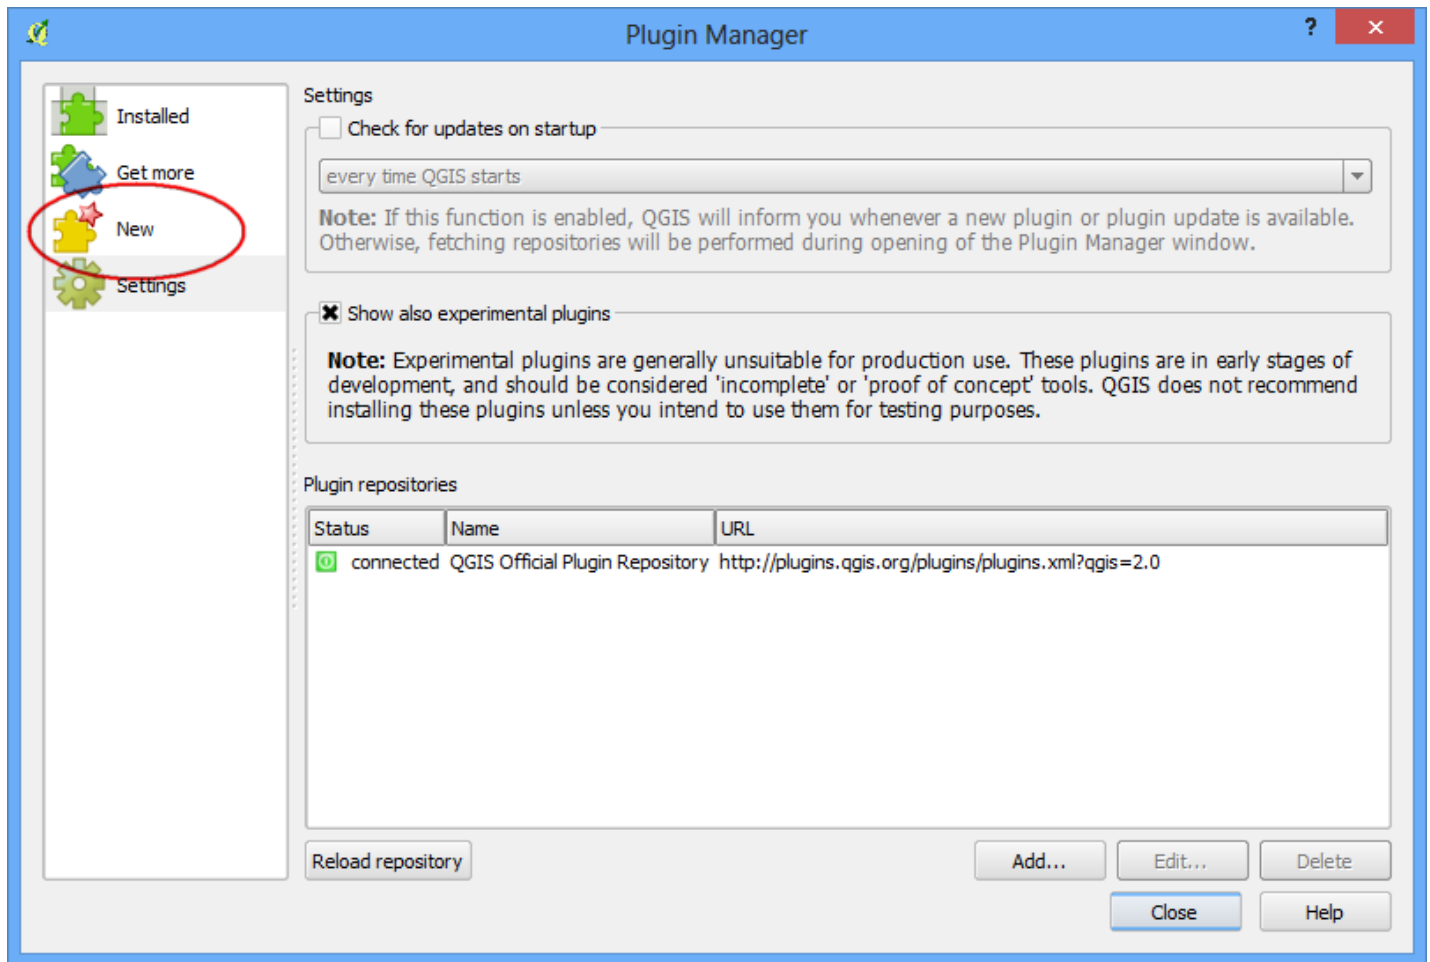 Plugin Manager
?
Installed
Get more
New
Settings
Settings
Check for updates on startup
every time QGIS starts
Note: If this function is enabled, QGIS will inform you whenever a new plugin or plugin update is available.
Otherwise, fetching repositories will be performed during opening of the Plugin Manager window.
Show also experimental plugins
Note: Experimental plugins are generally unsuitable for production use. These plugins are in early stages of
development, and should be considered 'incomplete' or 'proof of concept' tools. QGIS does not recommend
installing these plugins unless you intend to use them for testing purposes.
Plugin repositories
Status Name URL
connected QGIS Official Plugin Repository http://plugins.qgis.org/plugins/plugins.xml?qgis=2.0
Reload repository Add... Edit... Delete
Close Help